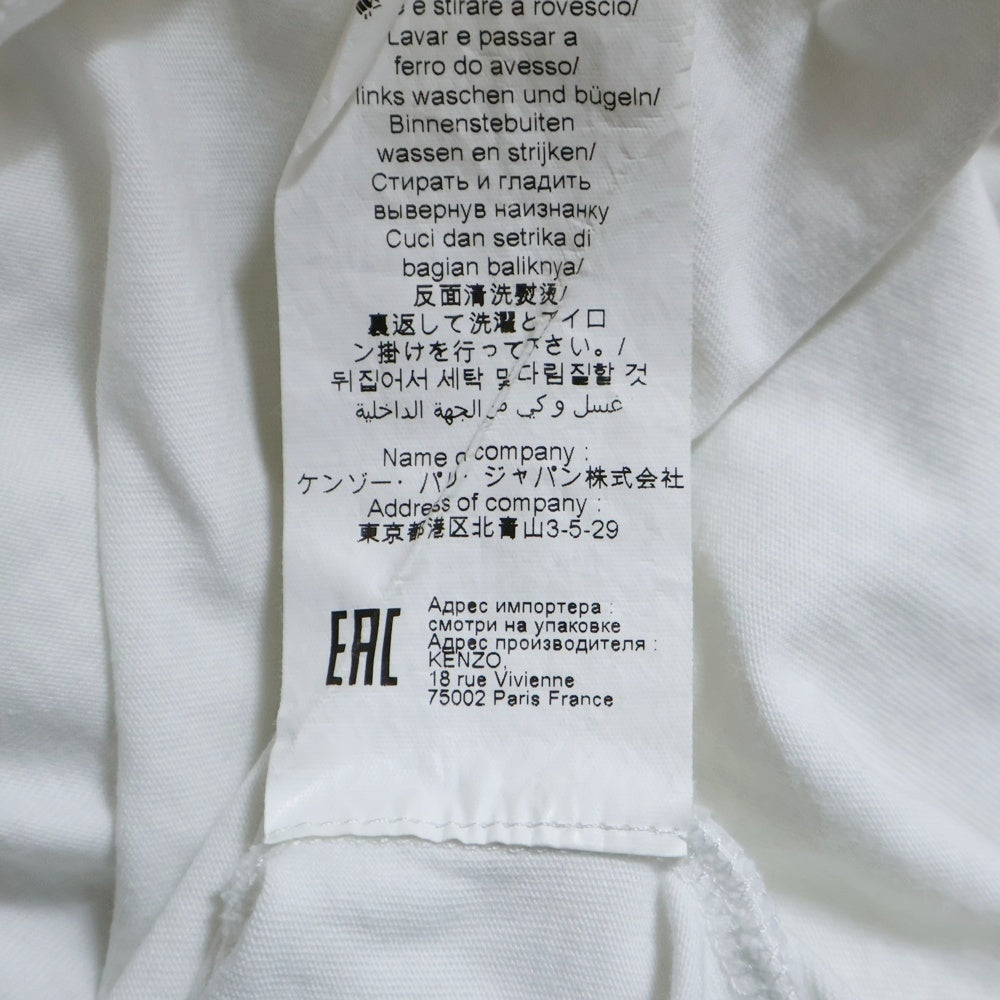 e stirare a rovescio/
Lavar e passar a
ferro do avesso/
links waschen und bügeln/
Binnenstebuiten
wassen en strijken/
Стирать и гладить
вывернув наизнанку
Cuci dan setrika di
bagian baliknya/
反面清洗熨烫/
裏返して洗濯とアイロ
ン掛けを行って下さい。/
뒤집어서 세탁 및 다림질할 것
غسل و كي من الجهة الداخلية
Name of company :
ケンゾー・パリ・ジャパン株式会社
Address of company :
東京都港区北青山3-5-29
EAC
Адрес импортера :
смотри на упаковке
Адрес производителя :
KENZO,
18 rue Vivienne
75002 Paris France